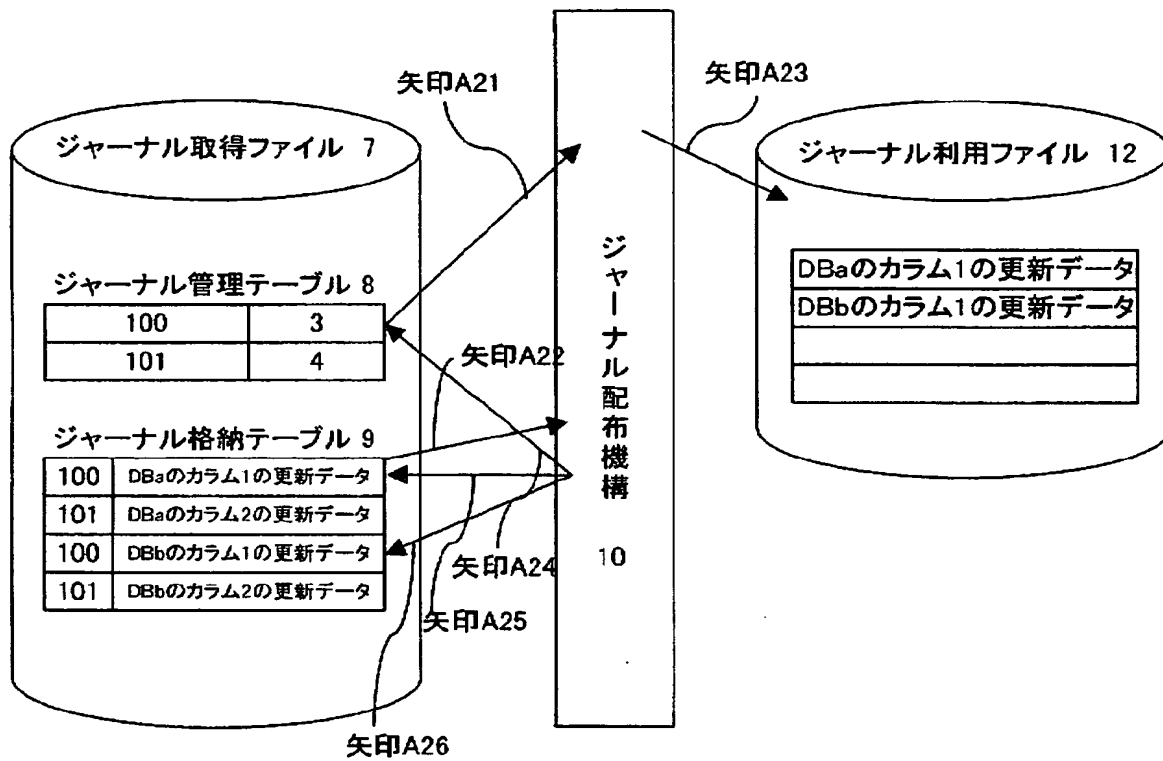 矢印A21
矢印A23
ジャーナル取得ファイル 7
ジャーナル利用ファイル 12
ジャーナル管理テーブル 8
100 3
101 4
矢印A22
ジャーナル格納テーブル 9
100 DBaのカラム1の更新データ
101 DBaのカラム2の更新データ
100 DBbのカラム1の更新データ
101 DBbのカラム2の更新データ
矢印A24
矢印A25
矢印A26
ジャーナル配布機構 10
DBaのカラム1の更新データ
DBbのカラム1の更新データ